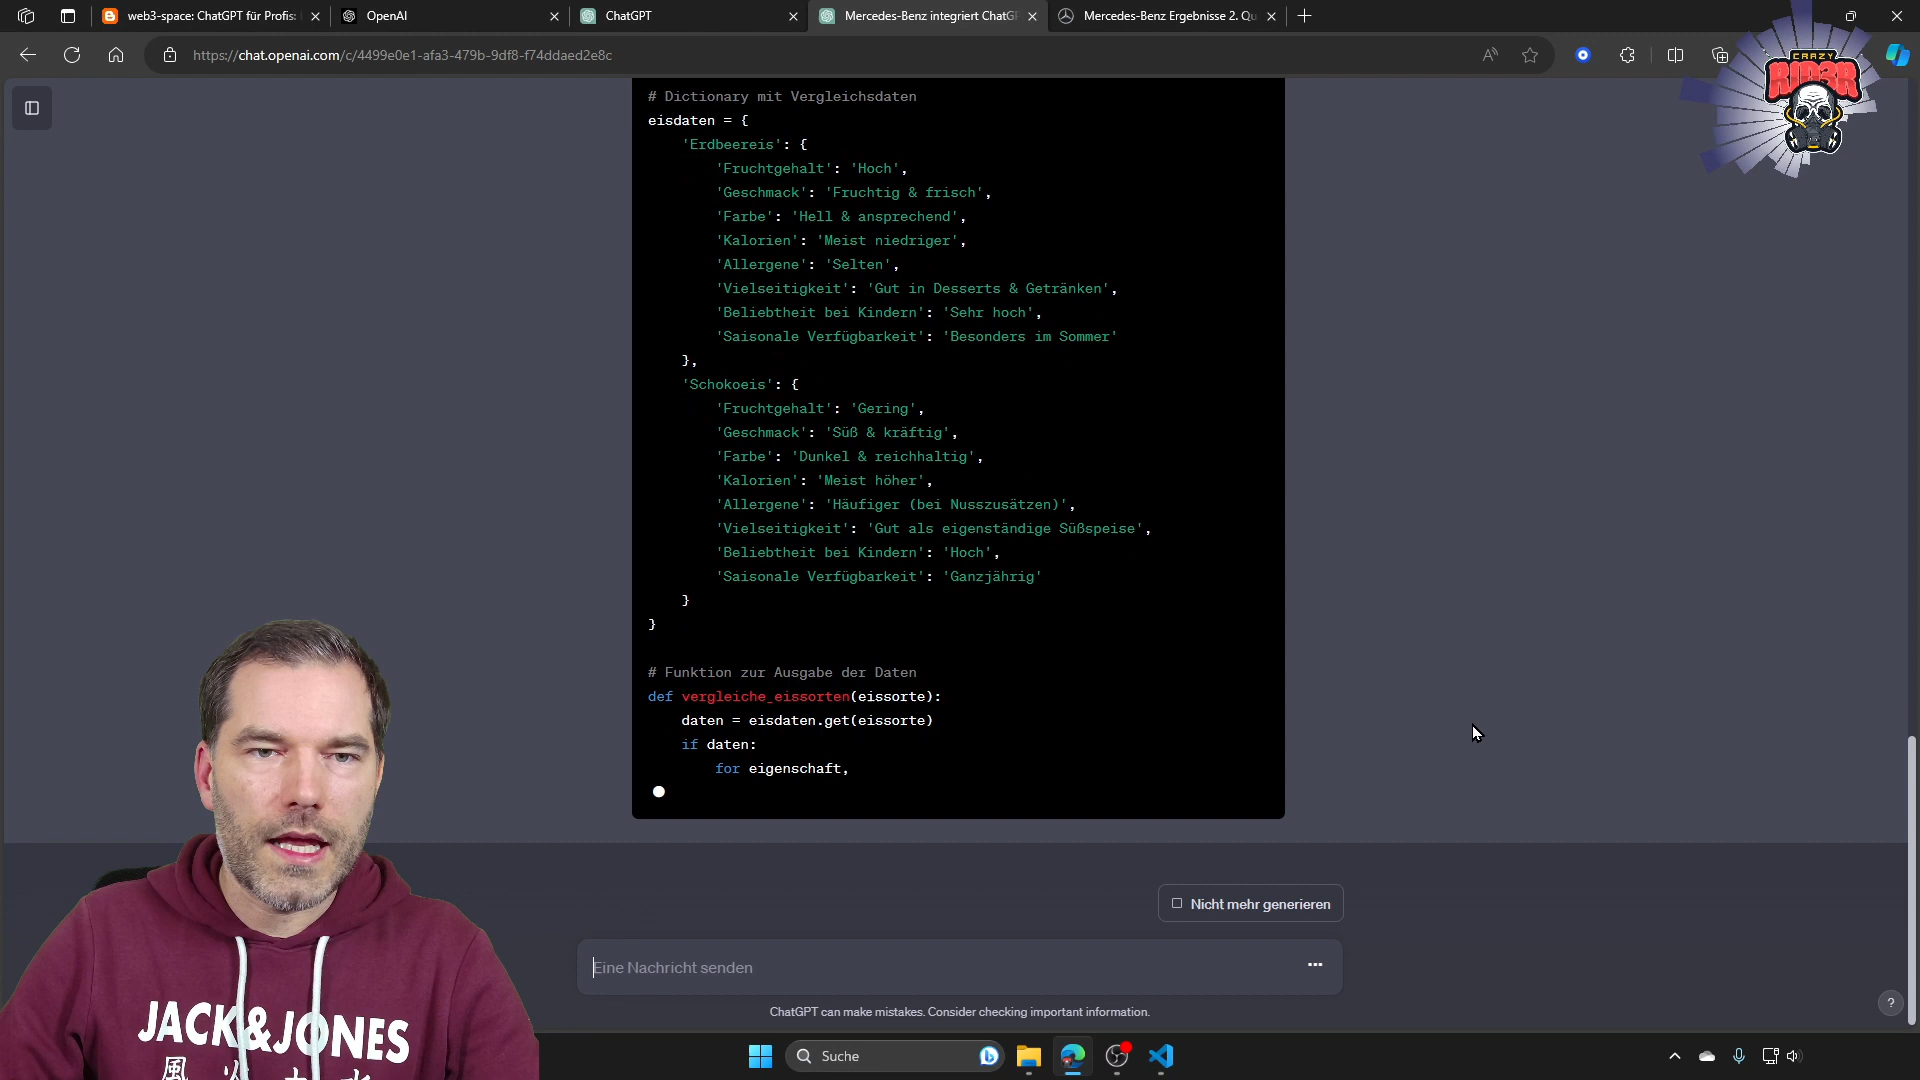 web3-space: ChatGPT für Profis:
OpenAI
ChatGPT
Mercedes-Benz integriert ChatG
Mercedes-Benz Ergebnisse 2. Qu
https://chat.openai.com/c/4499e0e1-afa3-479b-9df8-f74ddaed2e8c
CRAZY
RID3R
# Dictionary mit Vergleichsdaten
eisdaten = {
'Erdbeereis': {
'Fruchtgehalt': 'Hoch',
'Geschmack': 'Fruchtig & frisch',
'Farbe': 'Hell & ansprechend',
'Kalorien': 'Meist niedriger',
'Allergene': 'Selten',
'Vielseitigkeit': 'Gut in Desserts & Getränken',
'Beliebtheit bei Kindern': 'Sehr hoch',
'Saisonale Verfügbarkeit': 'Besonders im Sommer'
},
'Schokoeis': {
'Fruchtgehalt': 'Gering',
'Geschmack': 'Süß & kräftig',
'Farbe': 'Dunkel & reichhaltig',
'Kalorien': 'Meist höher',
'Allergene': 'Häufiger (bei Nusszusätzen)',
'Vielseitigkeit': 'Gut als eigenständige Süßspeise',
'Beliebtheit bei Kindern': 'Hoch',
'Saisonale Verfügbarkeit': 'Ganzjährig'
}
}
# Funktion zur Ausgabe der Daten
def vergleiche_eissorten(eissorte):
daten = eisdaten.get(eissorte)
if daten:
for eigenschaft,
Nicht mehr generieren
Eine Nachricht senden
ChatGPT can make mistakes. Consider checking important information.
?
JACK&JONES
Suche